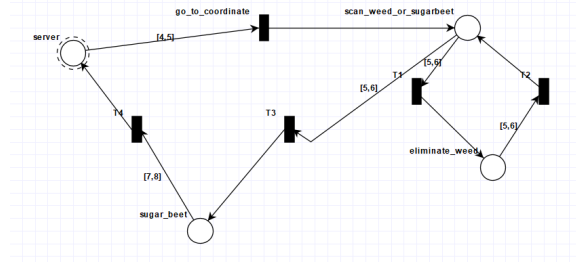 go_to_coordinate
scan_weed_or_sugarbeet
server
[4,5]
[5,6]
T1
T2
[5,6]
T4
T3
[5,6]
eliminate_weed
[7,8]
sugar_beet